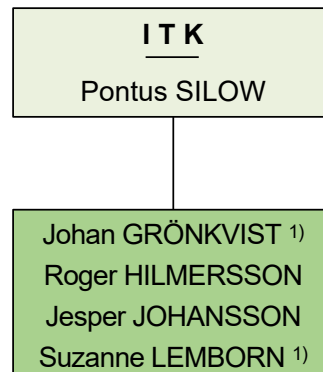 I T K
Pontus SILOW
Johan GRÖNKVIST 1)
Roger HILMERSSON
Jesper JOHANSSON
Suzanne LEMBORN 1)